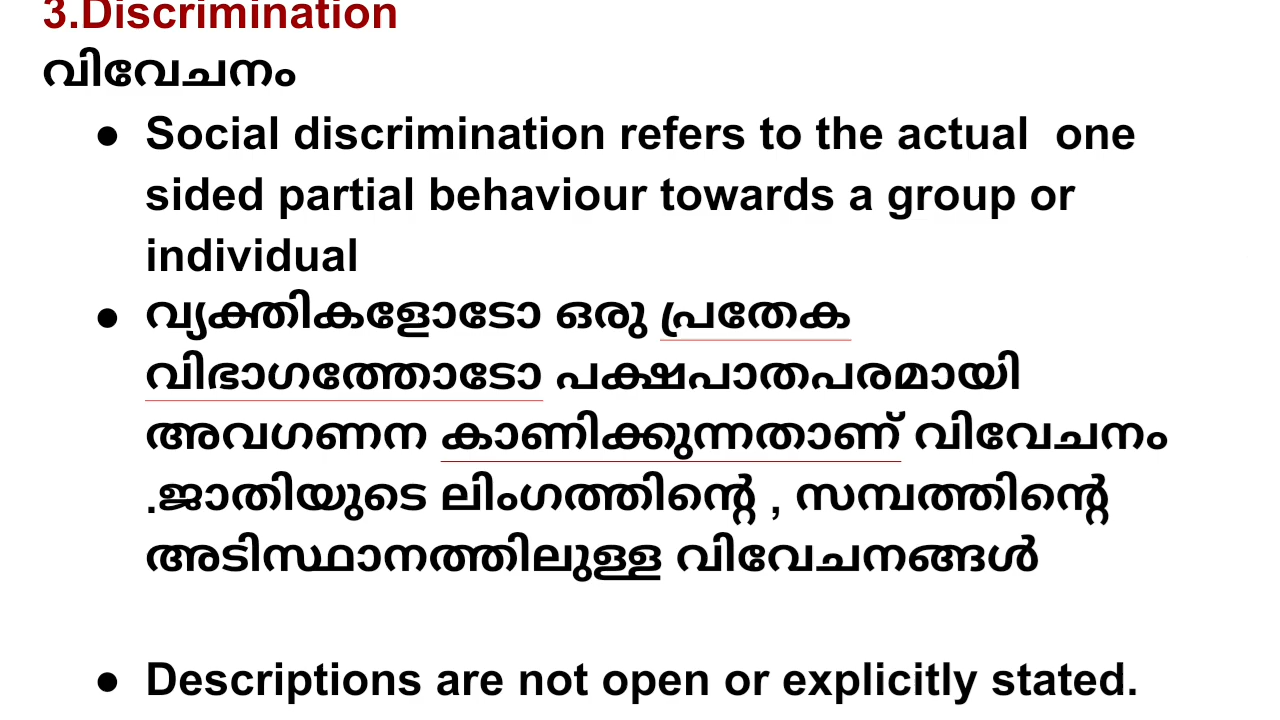 3.Discrimination
വിവേചനം
● Social discrimination refers to the actual  one
sided partial behaviour towards a group or
individual
● വ്യക്തികളോടോ ഒരു പ്രതേക
വിഭാഗത്തോടോ പക്ഷപാതപരമായി
അവഗണന കാണിക്കുന്നതാണ് വിവേചനം
.ജാതിയുടെ ലിംഗത്തിന്റെ , സമ്പത്തിന്റെ
അടിസ്ഥാനത്തിലുള്ള വിവേചനങ്ങൾ
● Descriptions are not open or explicitly stated.